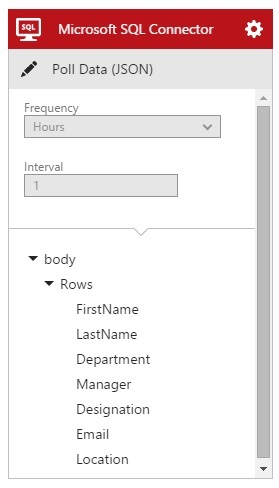 SQL
Microsoft SQL Connector
Poll Data (JSON)
Frequency
Hours
Interval
1
body
Rows
FirstName
LastName
Department
Manager
Designation
Email
Location